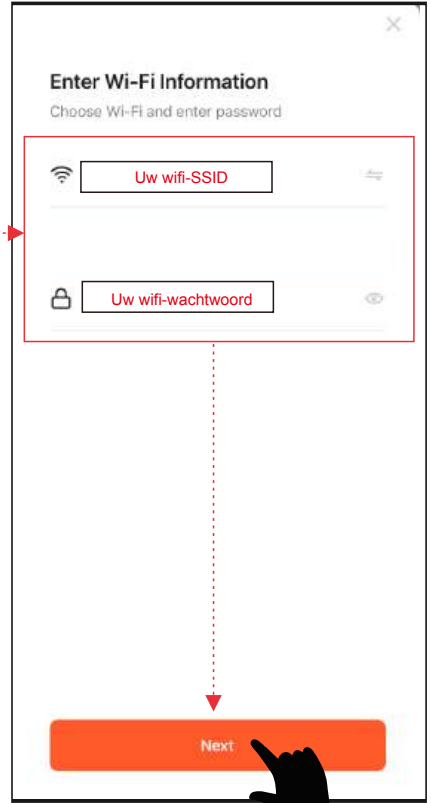 Enter Wi-Fi Information
Choose Wi-Fi and enter password
Uw wifi-SSID
Uw wifi-wachtwoord
Next